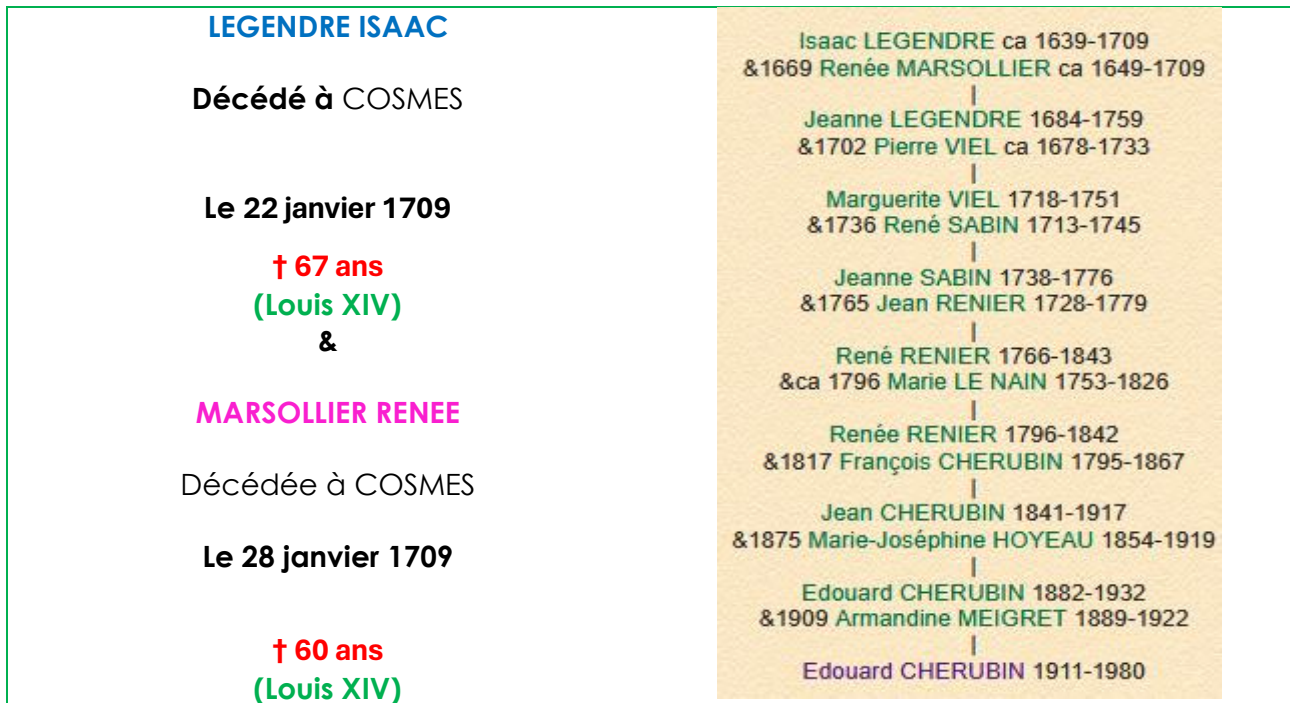 LEGENDRE ISAAC
Décédé à COSMES
Le 22 janvier 1709
† 67 ans
(Louis XIV)
&
MARSOLLIER RENEE
Décédée à COSMES
Le 28 janvier 1709
† 60 ans
(Louis XIV)
Isaac LEGENDRE ca 1639-1709
&1669 Renée MARSOLLIER ca 1649-1709
|
Jeanne LEGENDRE 1684-1759
&1702 Pierre VIEL ca 1678-1733
|
Marguerite VIEL 1718-1751
&1736 René SABIN 1713-1745
|
Jeanne SABIN 1738-1776
&1765 Jean RENIER 1728-1779
|
René RENIER 1766-1843
&ca 1796 Marie LE NAIN 1753-1826
|
Renée RENIER 1796-1842
&1817 François CHERUBIN 1795-1867
|
Jean CHERUBIN 1841-1917
&1875 Marie-Joséphine HOYEAU 1854-1919
|
Edouard CHERUBIN 1882-1932
&1909 Armandine MEIGRET 1889-1922
|
Edouard CHERUBIN 1911-1980